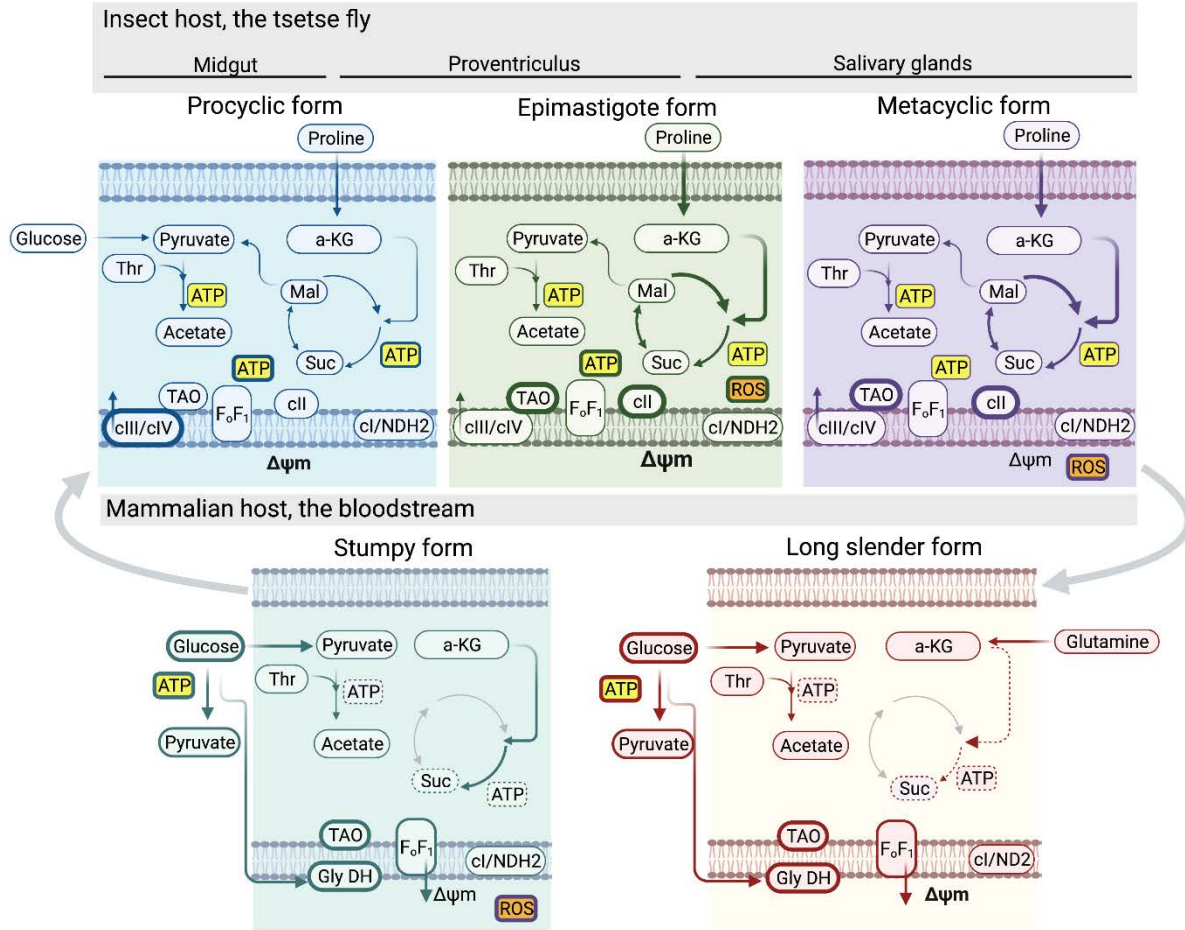 Insect host, the tsetse fly
Midgut
Proventriculus
Salivary glands
Procyclic form
Epimastigote form
Metacyclic form
Proline
Glucose
Pyruvate
a-KG
Thr
ATP
Mal
Acetate
Suc
ATP
ATP
TAO
FₒF₁
cII
cIII/cIV
cI/NDH2
Δψm
Proline
Pyruvate
a-KG
Thr
ATP
Mal
Acetate
Suc
ATP
ATP
ROS
TAO
FₒF₁
cII
cIII/cIV
cI/NDH2
Δψm
Proline
Pyruvate
a-KG
Thr
ATP
Mal
Acetate
Suc
ATP
ATP
TAO
FₒF₁
cII
cIII/cIV
cI/NDH2
Δψm
ROS
Mammalian host, the bloodstream
Stumpy form
Long slender form
Glucose
Pyruvate
a-KG
ATP
Thr
ATP
Pyruvate
Acetate
Suc
ATP
TAO
FₒF₁
cI/NDH2
Gly DH
Δψm
ROS
Glucose
Pyruvate
a-KG
Glutamine
ATP
Thr
ATP
Pyruvate
Acetate
Suc
ATP
TAO
FₒF₁
cI/ND2
Gly DH
Δψm